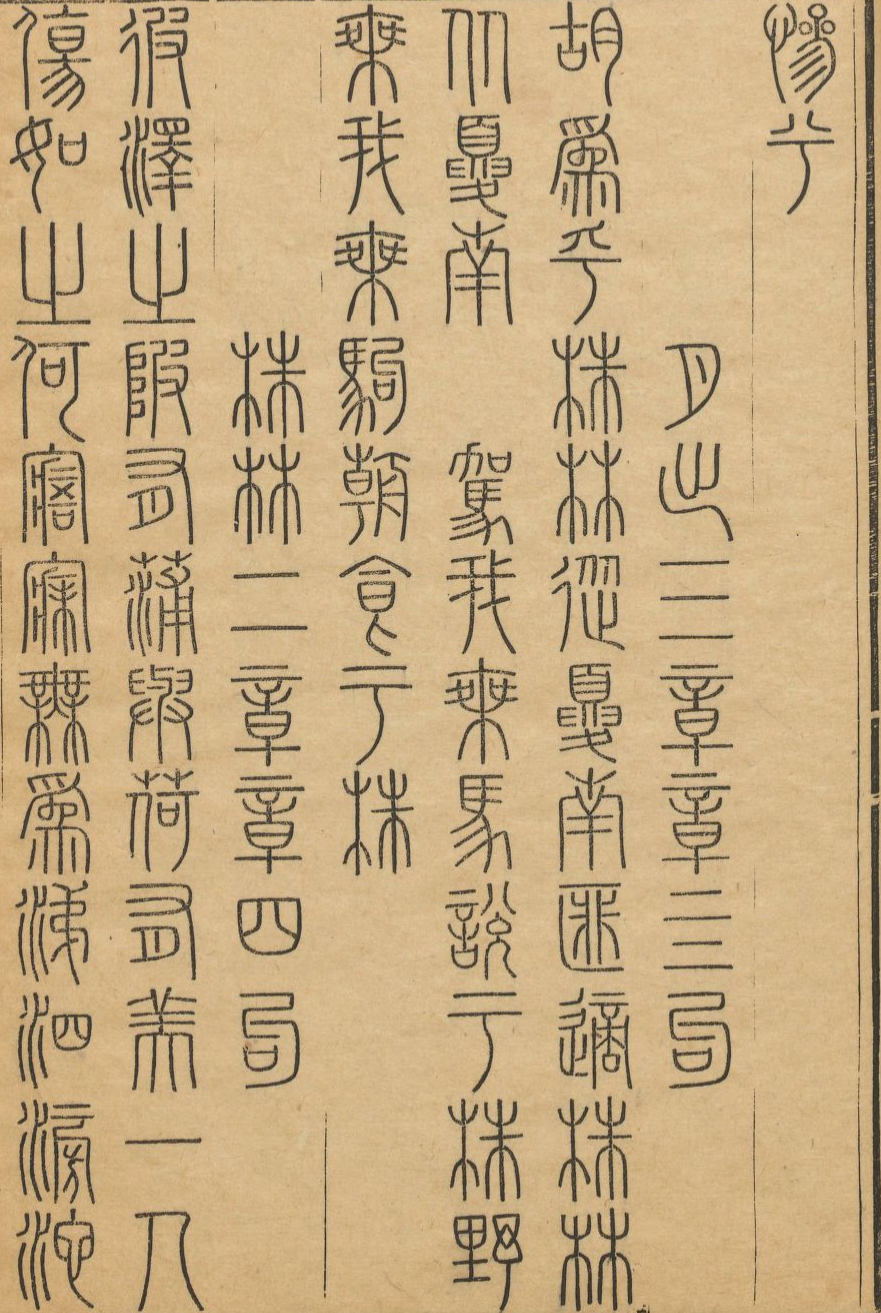 慘兮
月出三章章三句
胡爲乎株林從夏南匪適株林
从夏南　駕我乘馬說于株野
乘我乘駒朝食于株
株林二章章四句
彼澤之陂有蒲與荷有美一人
傷如之何寤寐無爲涕泗滂沱